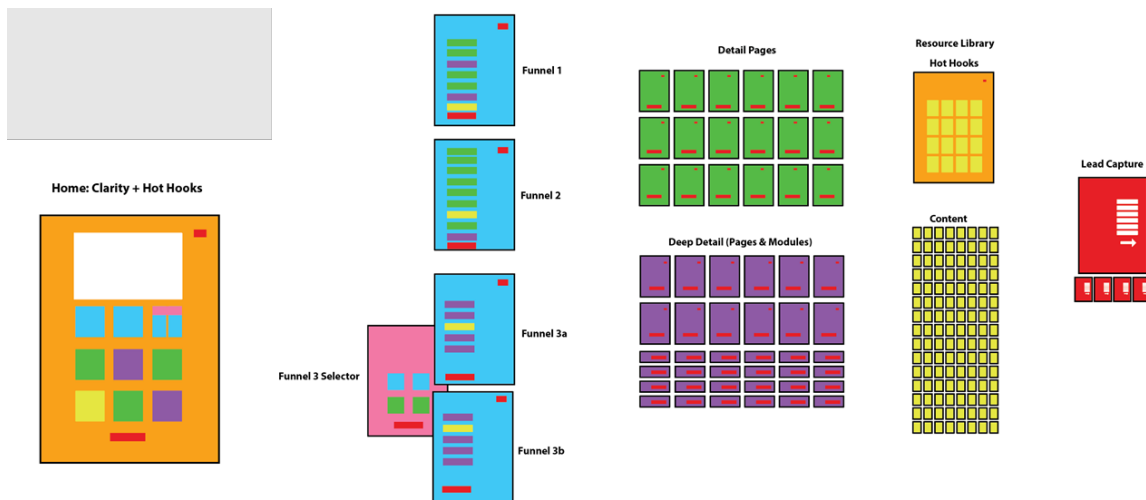 Home: Clarity + Hot Hooks
Funnel 1
Funnel 2
Funnel 3 Selector
Funnel 3a
Funnel 3b
Detail Pages
Deep Detail (Pages & Modules)
Resource Library
Hot Hooks
Content
Lead Capture